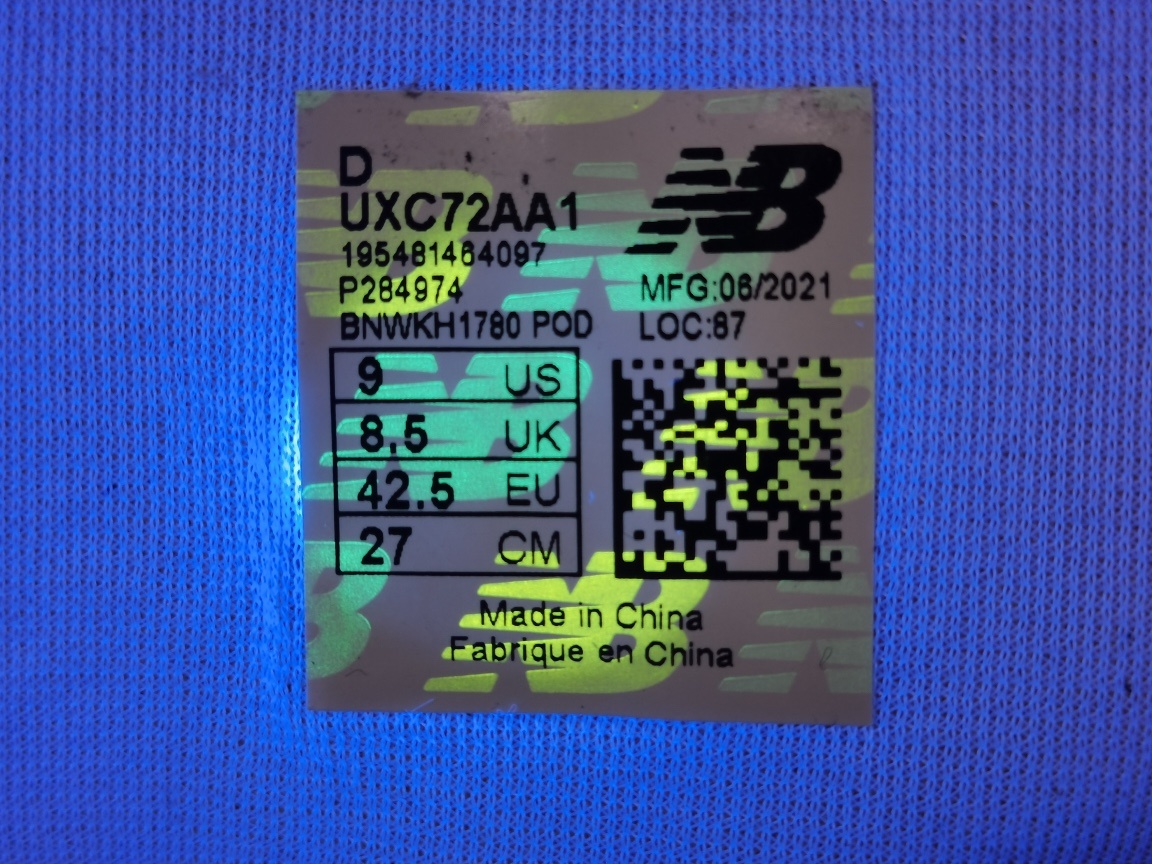 D
UXC72AA1
195481464097
P284974
BNWKH1780 POD
NB
MFG:06/2021
LOC:87
9 US
8.5 UK
42.5 EU
27 CM
Made in China
Fabrique en China